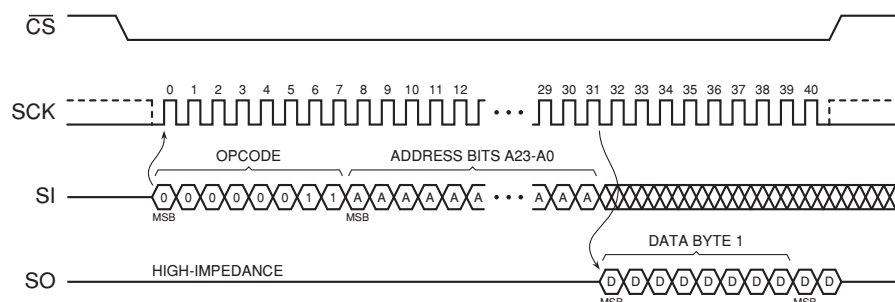 CS
0 1 2 3 4 5 6 7 8 9 10 11 12 29 30 31 32 33 34 35 36 37 38 39 40
SCK
OPCODE ADDRESS BITS A23-A0
SI 0 0 0 0 0 0 1 1 A A A A A A A A A
MSB MSB
DATA BYTE 1
SO HIGH-IMPEDANCE D D D D D D D D D D
MSB MSB